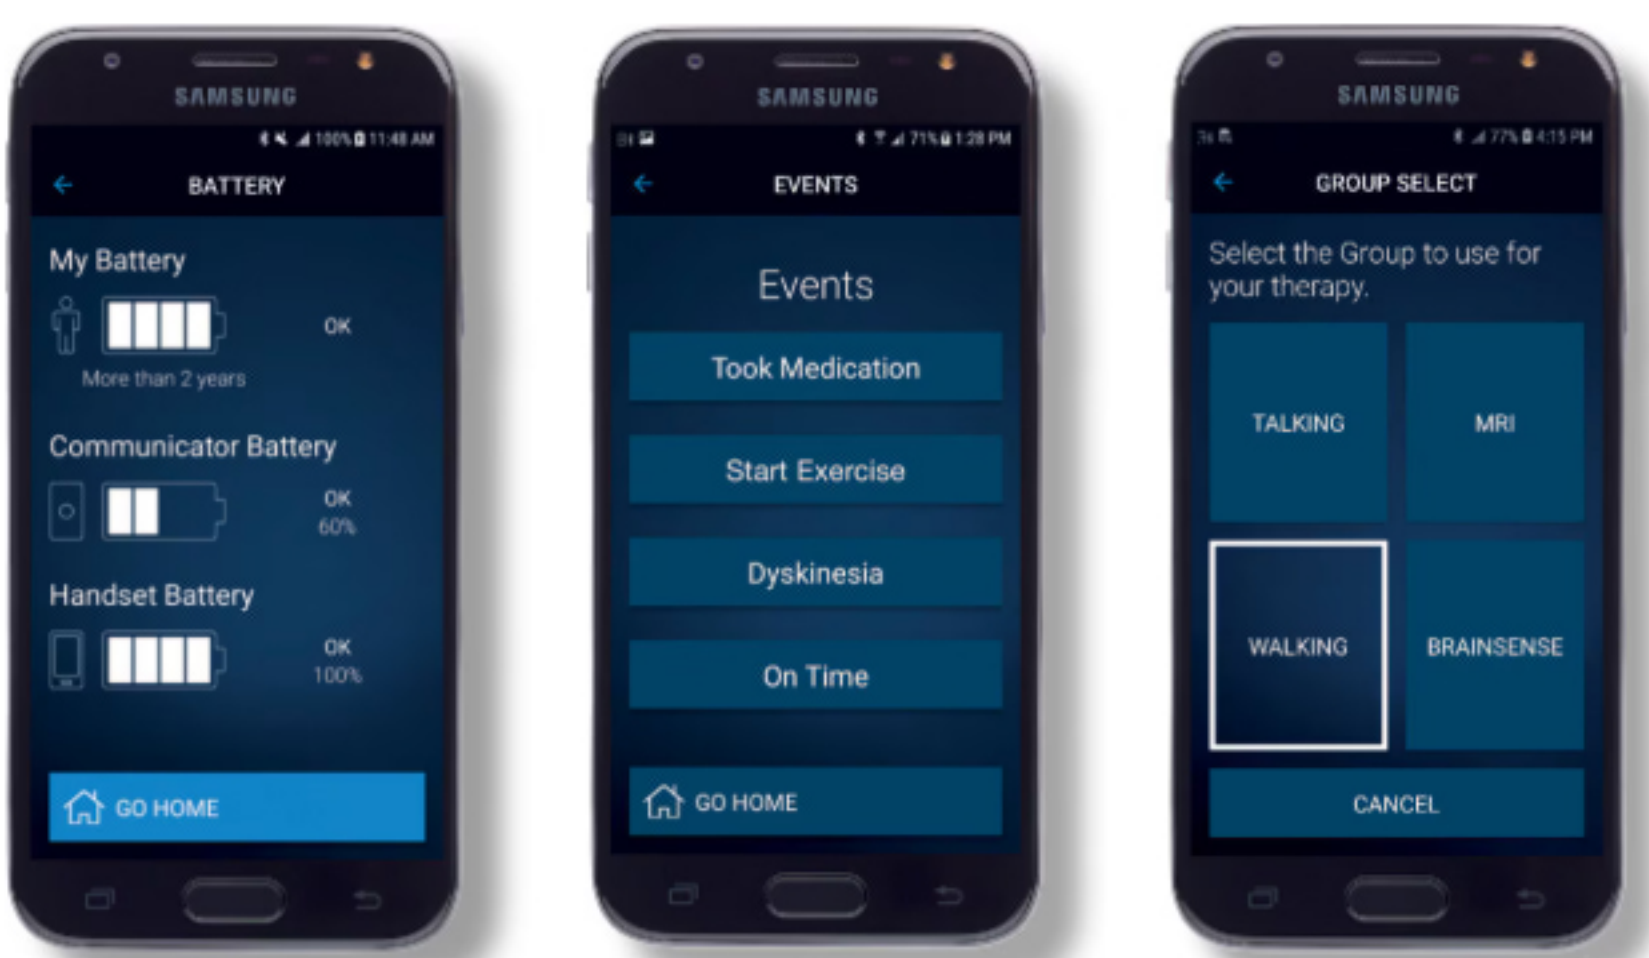 SAMSUNG
100% 11:48 AM
BATTERY
My Battery
OK
More than 2 years
Communicator Battery
OK
60%
Handset Battery
OK
100%
GO HOME
SAMSUNG
71% 1:28 PM
EVENTS
Events
Took Medication
Start Exercise
Dyskinesia
On Time
GO HOME
SAMSUNG
77% 4:15 PM
GROUP SELECT
Select the Group to use for
your therapy.
TALKING
MRI
WALKING
BRAINSENSE
CANCEL